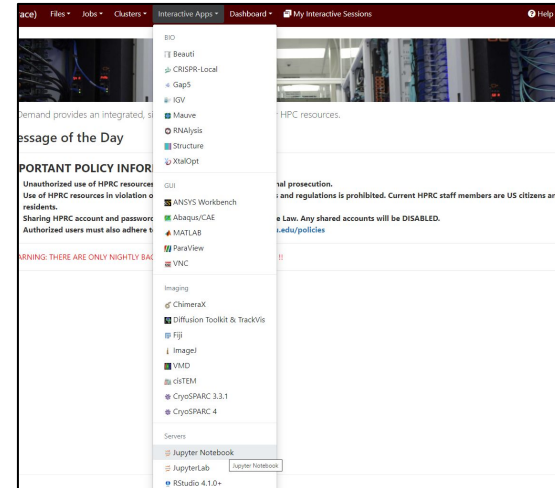 ace) Files Jobs Clusters Interactive Apps Dashboard My Interactive Sessions Help
BIO
Beauti
CRISPR-Local
Gap5
IGV
Mauve
RNAlysis
Structure
XtalOpt
GUI
ANSYS Workbench
Abaqus/CAE
MATLAB
ParaView
VNC
Imaging
ChimeraX
Diffusion Toolkit & TrackVis
Fiji
ImageJ
VMD
cisTEM
CryoSPARC 3.3.1
CryoSPARC 4
Servers
Jupyter Notebook
JupyterLab
Jupyter Notebook
RStudio 4.1.0+
Demand provides an integrated, si HPC resources.
essage of the Day
PORTANT POLICY INFOR
Unauthorized use of HPRC resources nal prosecution.
Use of HPRC resources in violation o s and regulations is prohibited. Current HPRC staff members are US citizens an
residents.
Sharing HPRC account and password e Law. Any shared accounts will be DISABLED.
Authorized users must also adhere t .edu/policies
ARNING: THERE ARE ONLY NIGHTLY BAC !!